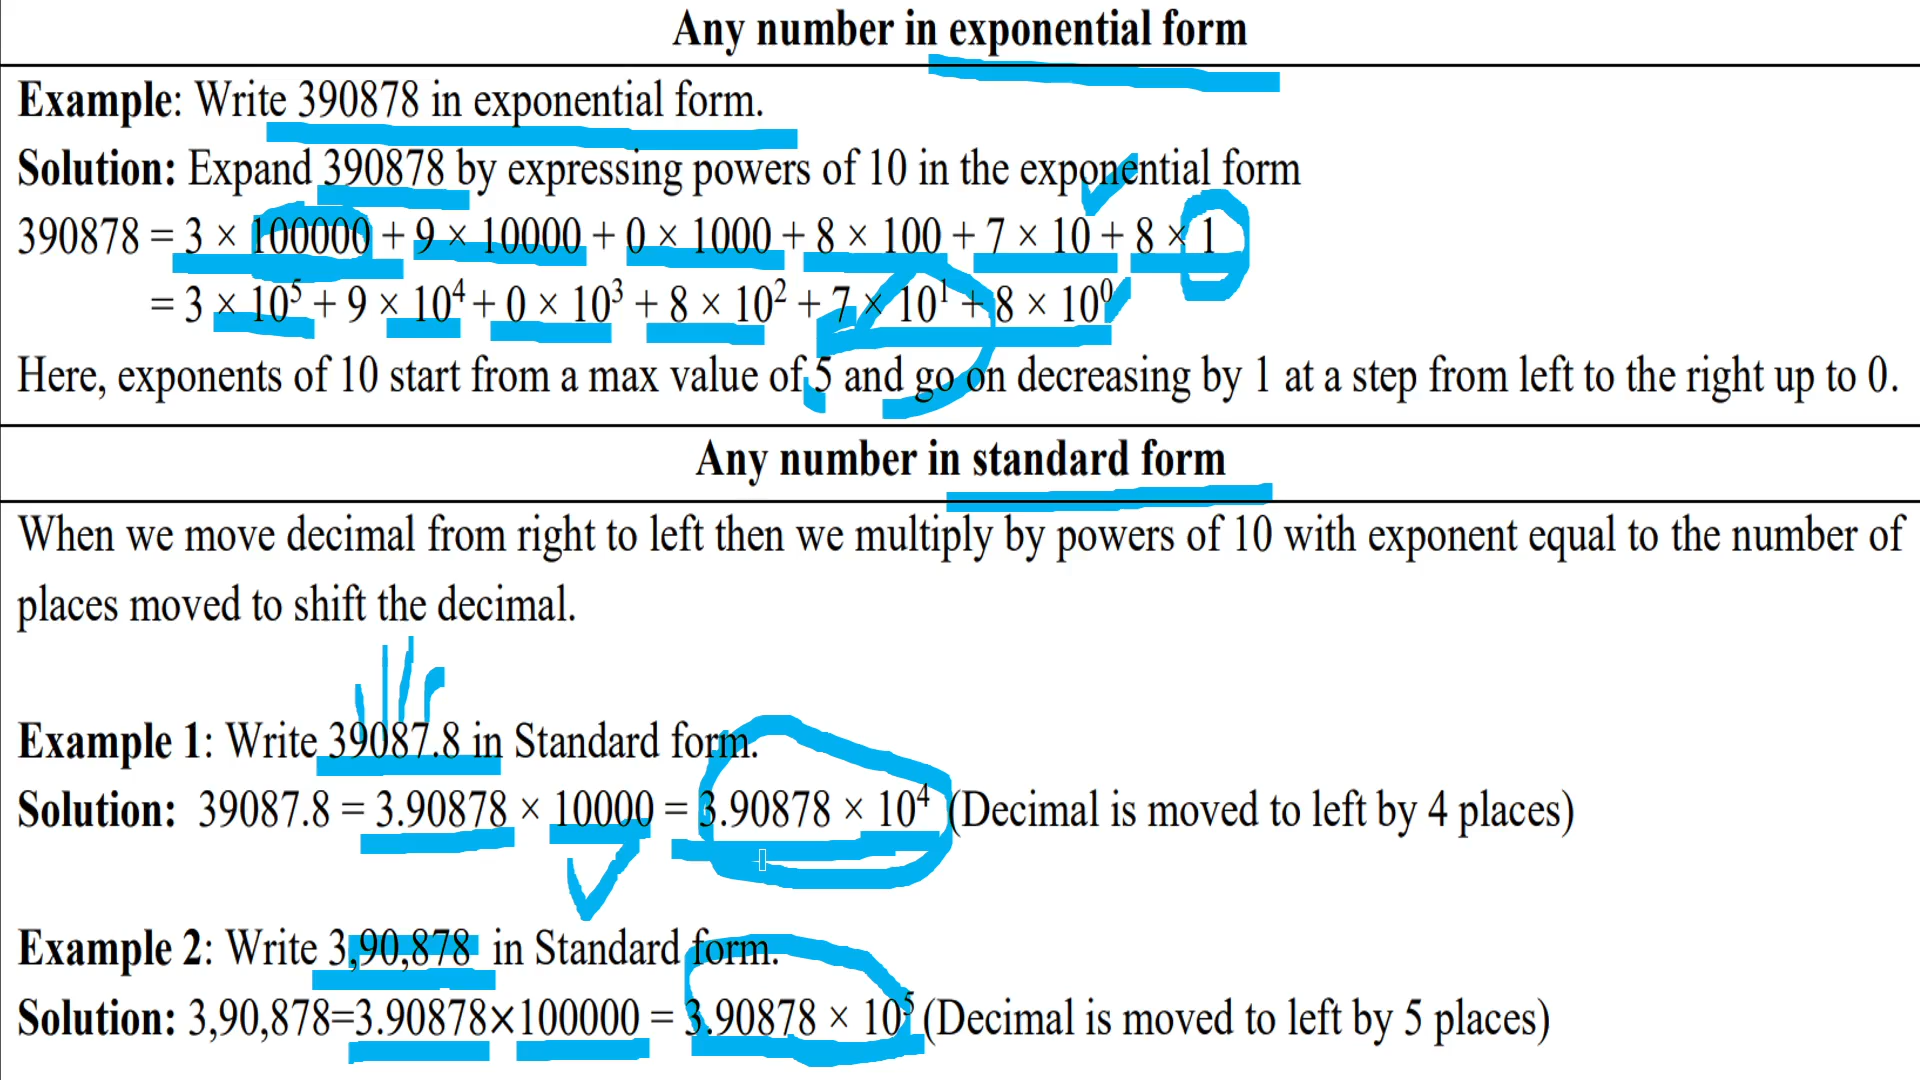 Any number in exponential form
Example: Write 390878 in exponential form.
Solution: Expand 390878 by expressing powers of 10 in the exponential form
390878 = 3 × 100000 + 9 × 10000 + 0 × 1000 + 8 × 100 + 7 × 10 + 8 × 1
= 3 × 10⁵ + 9 × 10⁴ + 0 × 10³ + 8 × 10² + 7 × 10¹ + 8 × 10⁰
Here, exponents of 10 start from a max value of 5 and go on decreasing by 1 at a step from left to the right up to 0.
Any number in standard form
When we move decimal from right to left then we multiply by powers of 10 with exponent equal to the number of
places moved to shift the decimal.
Example 1: Write 39087.8 in Standard form.
Solution: 39087.8 = 3.90878 × 10000 = 3.90878 × 10⁴ (Decimal is moved to left by 4 places)
Example 2: Write 3,90,878 in Standard form.
Solution: 3,90,878=3.90878×100000 = 3.90878 × 10⁵ (Decimal is moved to left by 5 places)